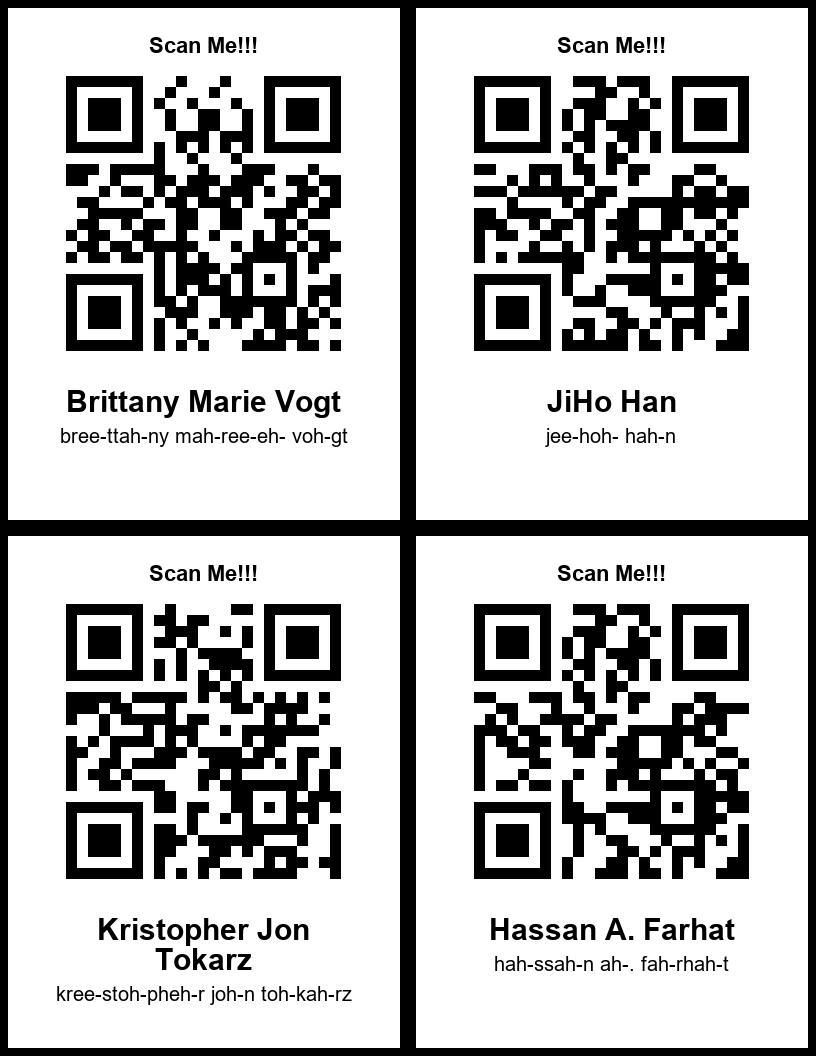 Scan Me!!!
Brittany Marie Vogt
bree-ttah-ny mah-ree-eh- voh-gt
Scan Me!!!
JiHo Han
jee-hoh- hah-n
Scan Me!!!
Kristopher Jon
Tokarz
kree-stoh-pheh-r joh-n toh-kah-rz
Scan Me!!!
Hassan A. Farhat
hah-ssah-n ah-. fah-rhah-t